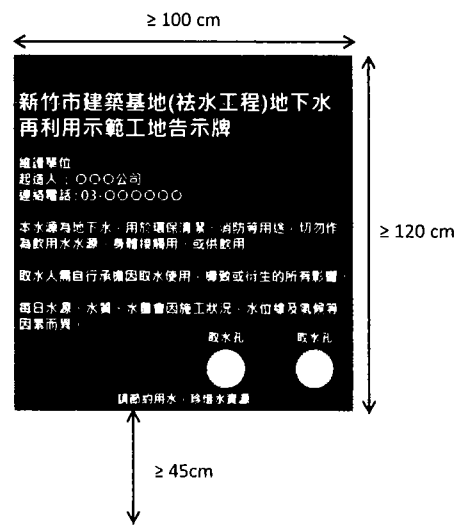 ≥ 100 cm
新竹市建築基地(祛水工程)地下水
再利用示範工地告示牌
維護單位
起造人：〇〇〇公司
連絡電話:03-〇〇〇〇〇〇
≥ 120 cm
本水源為地下水，用於環保清潔、消防等用途，切勿作
為飲用水水源，身體接觸用，或供飲用
取水人需自行承擔因取水使用，導致或衍生的所有影響。
每日水源、水質、水量會因施工狀況、水位線及氣候等
因素而異。
取水孔 取水孔
請節約用水，珍惜水資源
≥ 45cm